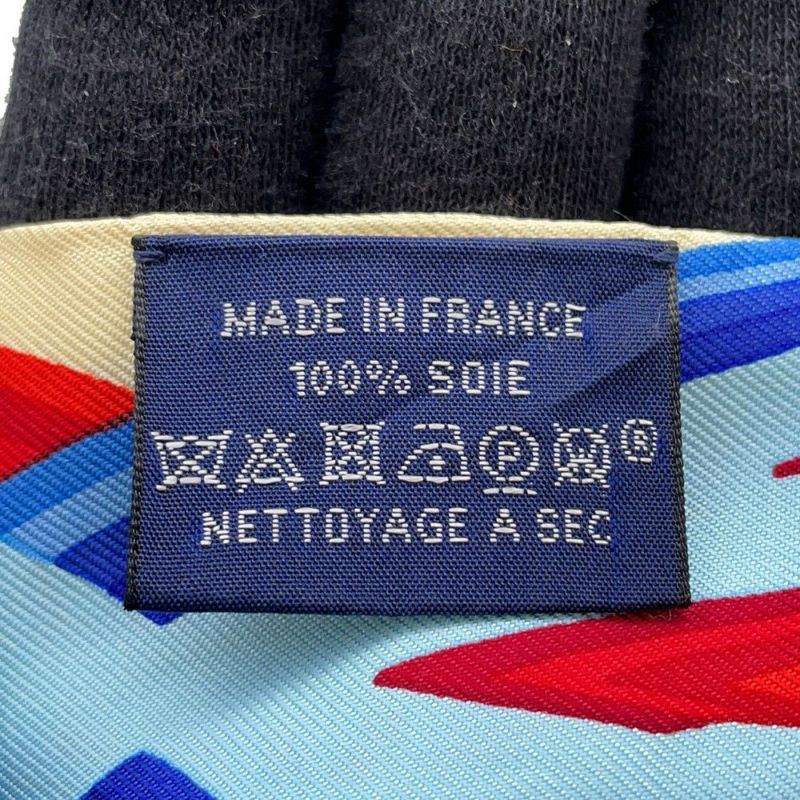 MADE IN FRANCE
100% SOIE
P W ®
NETTOYAGE A SEC